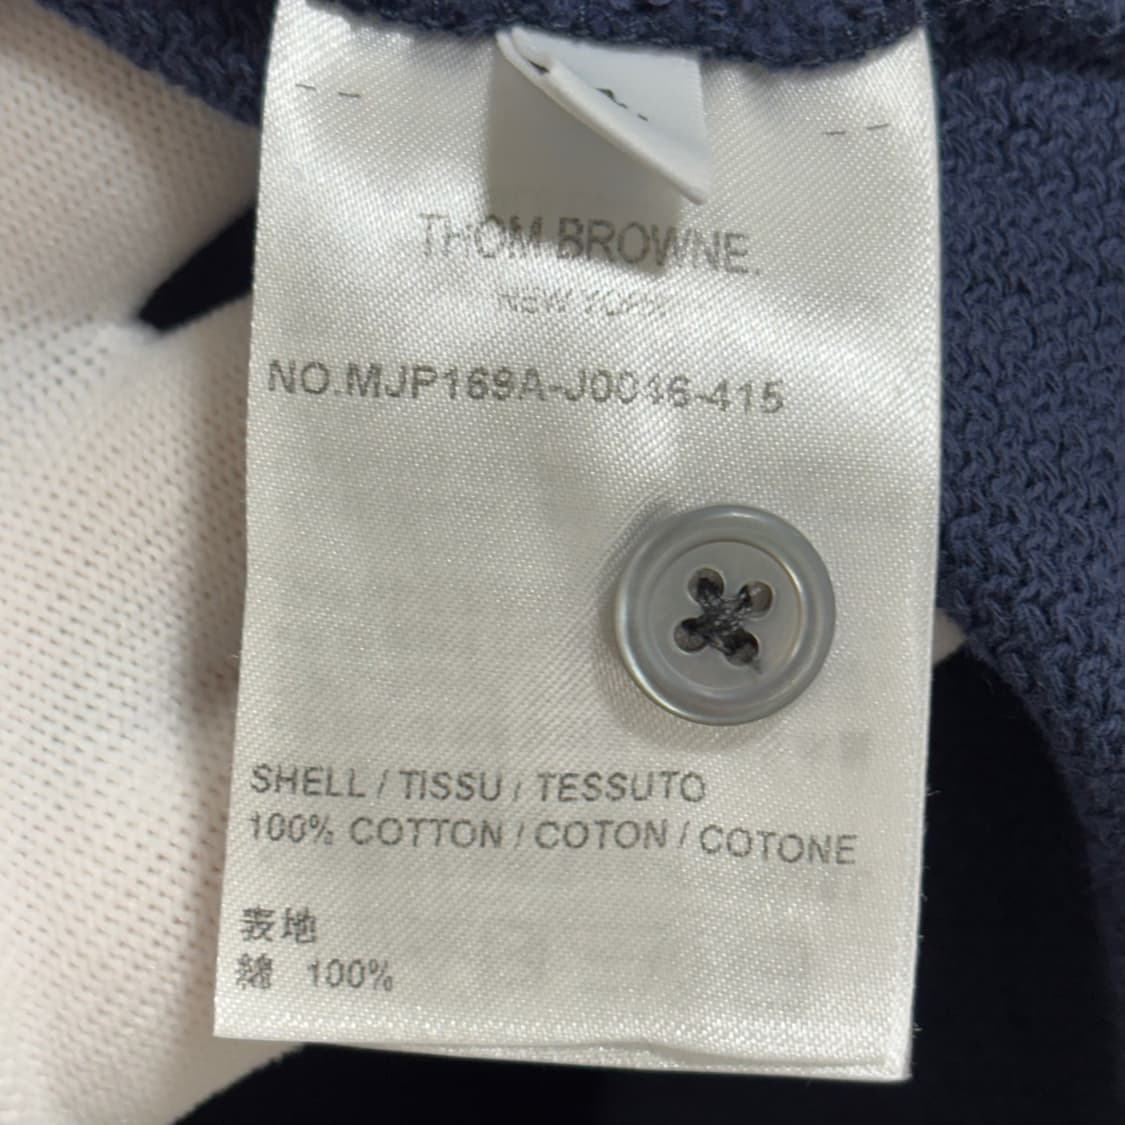 THOM BROWNE.
NEW YORK
NO.MJP169A-J0046-415
SHELL / TISSU / TESSUTO
100% COTTON / COTON / COTONE
表地
綿 100%